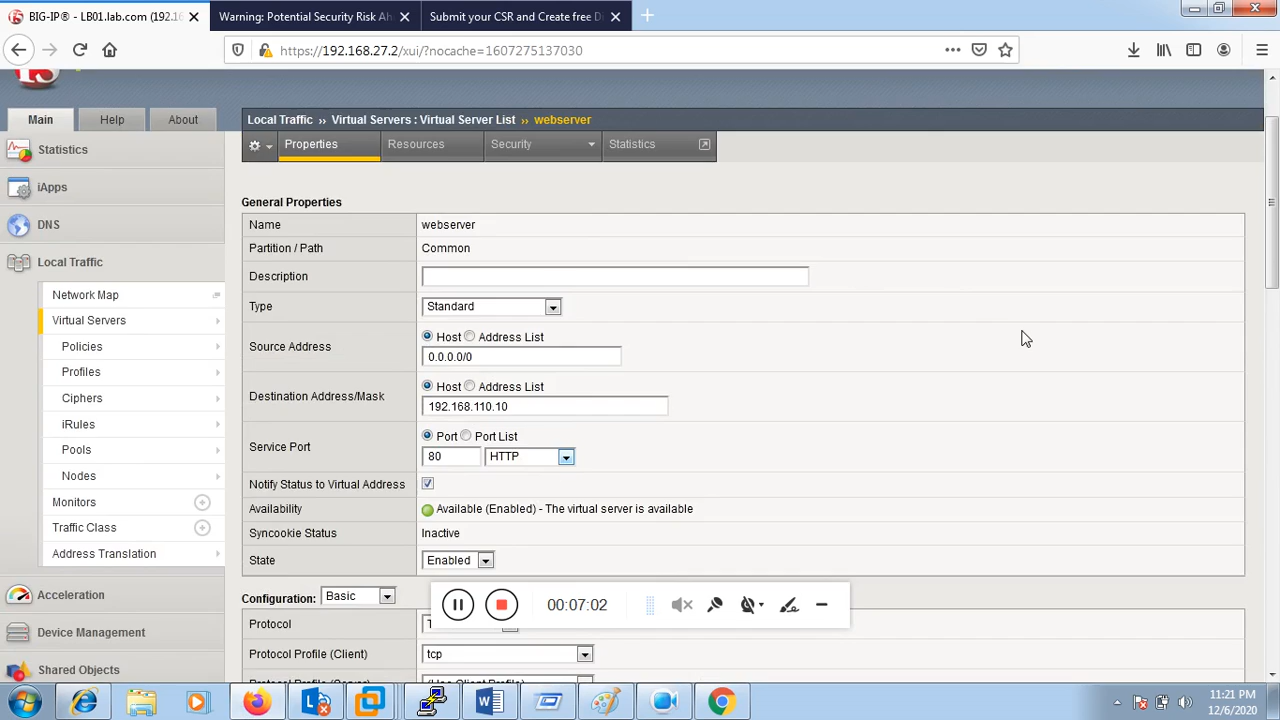 BIG-IP® - LB01.lab.com (192.16
Warning: Potential Security Risk Ah
Submit your CSR and Create free D
https://192.168.27.2/xui/?nocache=1607275137030
Main
Help
About
Local Traffic ›› Virtual Servers : Virtual Server List ›› webserver
Properties
Resources
Security
Statistics
Statistics
iApps
DNS
Local Traffic
Network Map
Virtual Servers
Policies
Profiles
Ciphers
iRules
Pools
Nodes
Monitors
Traffic Class
Address Translation
Acceleration
Device Management
Shared Objects
General Properties
Name webserver
Partition / Path Common
Description
Type Standard
Source Address
Host Address List
0.0.0.0/0
Destination Address/Mask
Host Address List
192.168.110.10
Service Port
Port Port List
80 HTTP
Notify Status to Virtual Address
Availability Available (Enabled) - The virtual server is available
Syncookie Status Inactive
State Enabled
Configuration: Basic
00:07:02
Protocol
Protocol Profile (Client) tcp
11:21 PM
12/6/2020